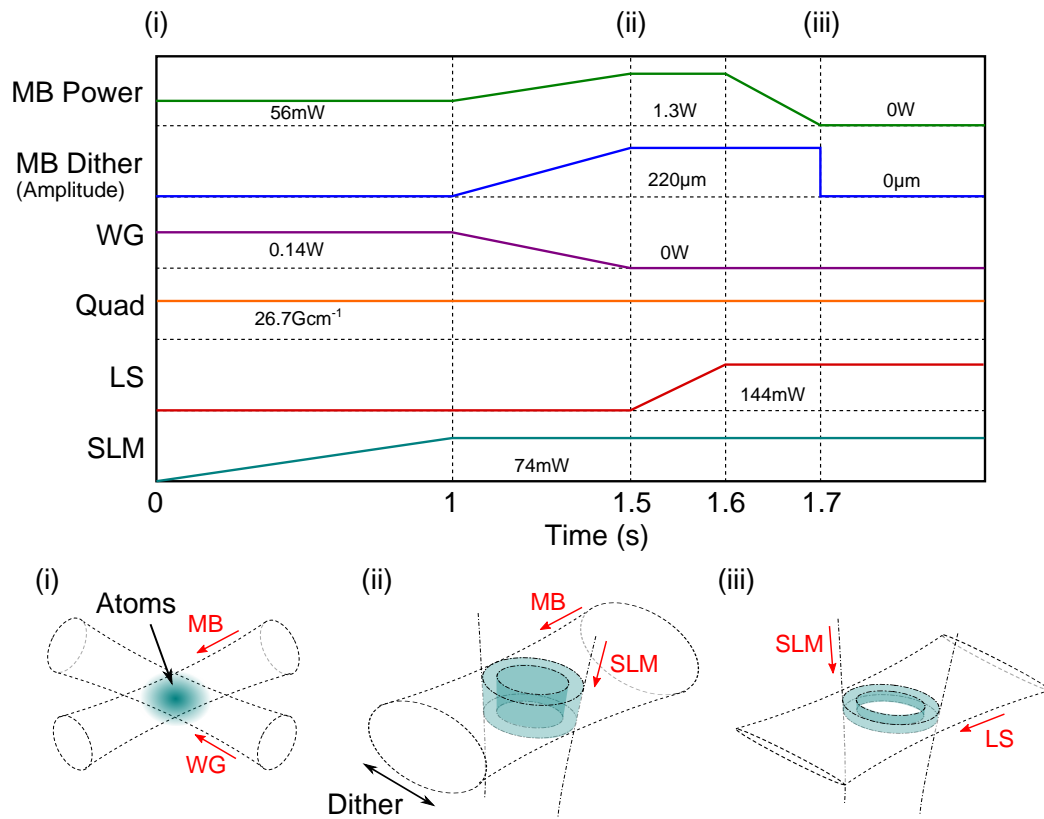 (i) (ii) (iii)
MB Power
56mW 1.3W 0W
MB Dither
(Amplitude)
220μm 0μm
WG
0.14W 0W
Quad
26.7Gcm⁻¹
LS
144mW
SLM
74mW
0 1 1.5 1.6 1.7
Time (s)
(i) (ii) (iii)
Atoms
MB
WG
MB
SLM
Dither
SLM
LS